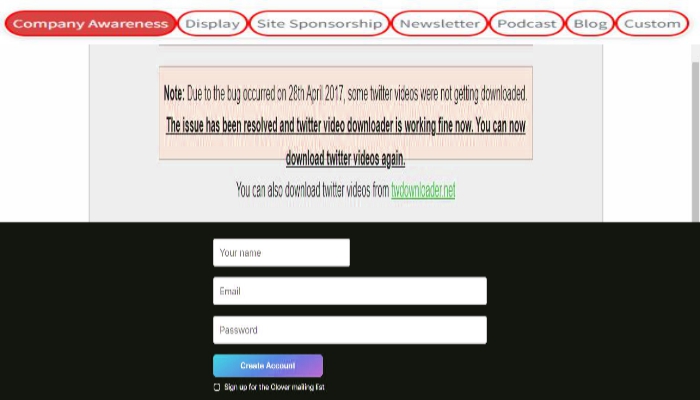 Company Awareness Display Site Sponsorship Newsletter Podcast Blog Custom
Note: Due to the bug occurred on 28th April 2017, some twitter videos were not getting downloaded.
The issue has been resolved and twitter video downloader is working fine now. You can now
download twitter videos again.
You can also download twitter videos from twdownloader.net
Your name
Email
Password
Create Account
Sign up for the Clover mailing list